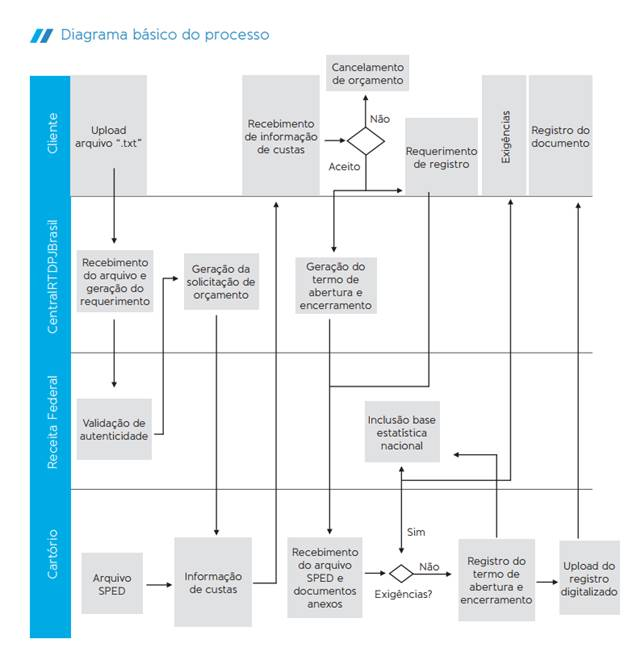 Diagrama básico do processo
Cliente
Upload
arquivo “.txt”
Recebimento
de informação
de custas
Cancelamento
de orçamento
Não
Aceito
Requerimento
de registro
Exigências
Registro do
documento
CentralRTDPJBrasil
Recebimento
do arquivo e
geração do
requerimento
Geração da
solicitação de
orçamento
Geração do
termo de
abertura e
encerramento
Receita Federal
Validação de
autenticidade
Inclusão base
estatística
nacional
Cartório
Arquivo
SPED
Informação
de custas
Recebimento
do arquivo
SPED e
documentos
anexos
Sim
Não
Exigências?
Registro do
termo de
abertura e
encerramento
Upload do
registro
digitalizado